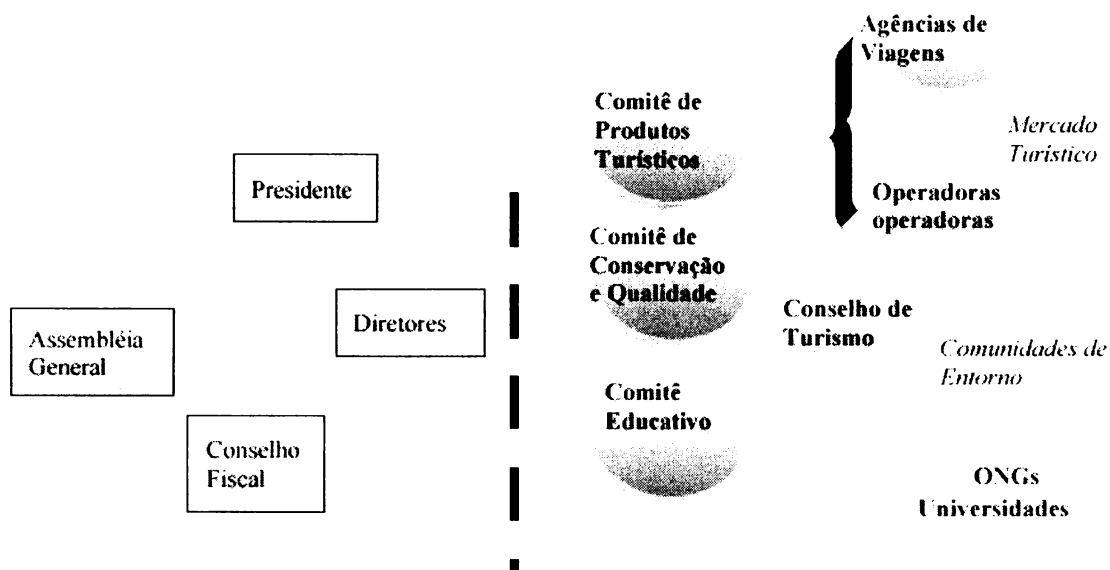 Presidente
Assembléia
General
Diretores
Conselho
Fiscal
Comitê de
Produtos
Turísticos
Comitê de
Conservação
e Qualidade
Comitê
Educativo
Agências de
Viagens
Mercado
Turístico
Operadoras
operadoras
Conselho de
Turismo
Comunidades de
Entorno
ONGs
Universidades